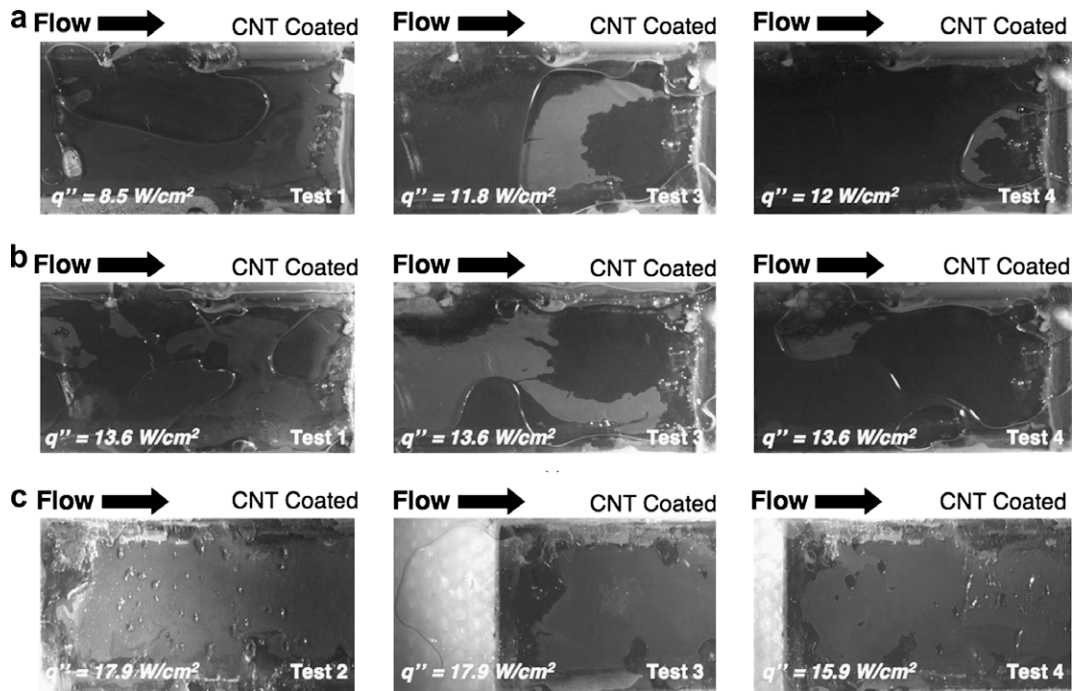 a Flow CNT Coated Flow CNT Coated Flow CNT Coated
q'' = 8.5 W/cm² Test 1 q'' = 11.8 W/cm² Test 3 q'' = 12 W/cm² Test 4
b Flow CNT Coated Flow CNT Coated Flow CNT Coated
q'' = 13.6 W/cm² Test 1 q'' = 13.6 W/cm² Test 3 q'' = 13.6 W/cm² Test 4
c Flow CNT Coated Flow CNT Coated Flow CNT Coated
q'' = 17.9 W/cm² Test 2 q'' = 17.9 W/cm² Test 3 q'' = 15.9 W/cm² Test 4